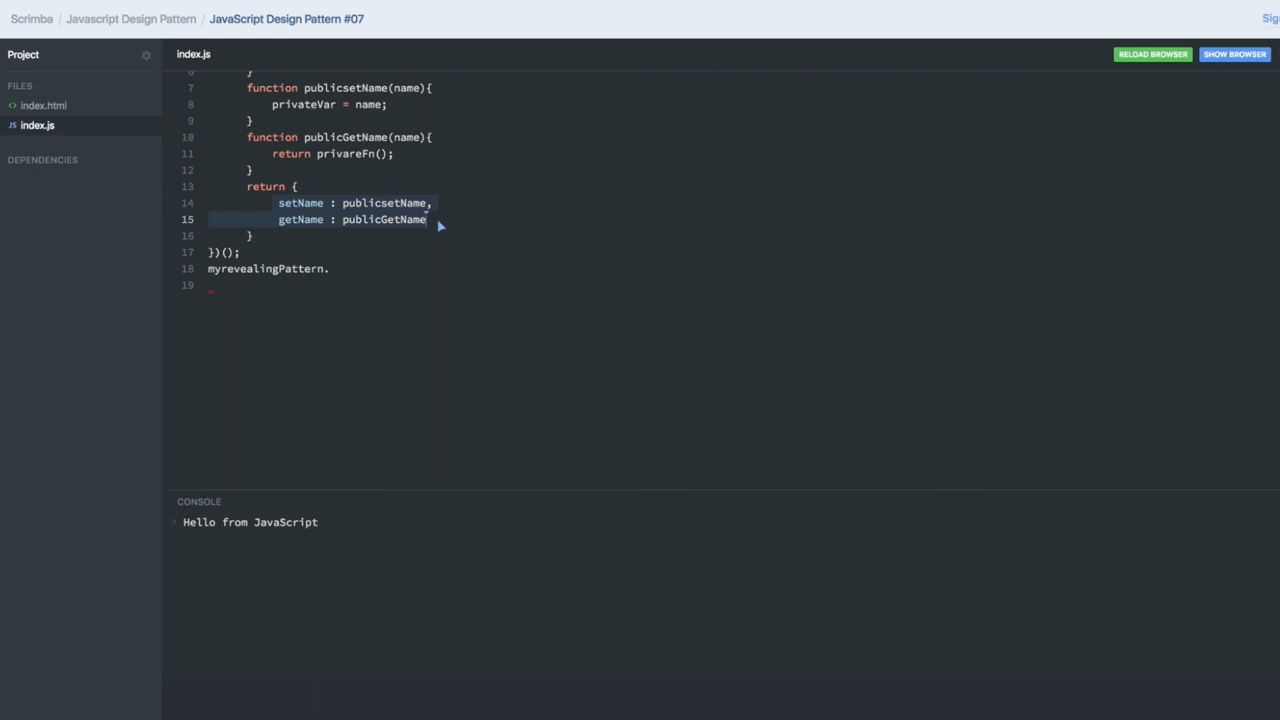 Scrimba / Javascript Design Pattern / JavaScript Design Pattern #07
Project
index.js
RELOAD BROWSER
SHOW BROWSER
FILES
<> index.html
JS index.js
DEPENDENCIES
}
7 function publicsetName(name){
8 privateVar = name;
9 }
10 function publicGetName(name){
11 return privareFn();
12 }
13 return {
14 setName : publicsetName,
15 getName : publicGetName
16 }
17 })();
18 myrevealingPattern.
19
CONSOLE
> Hello from JavaScript